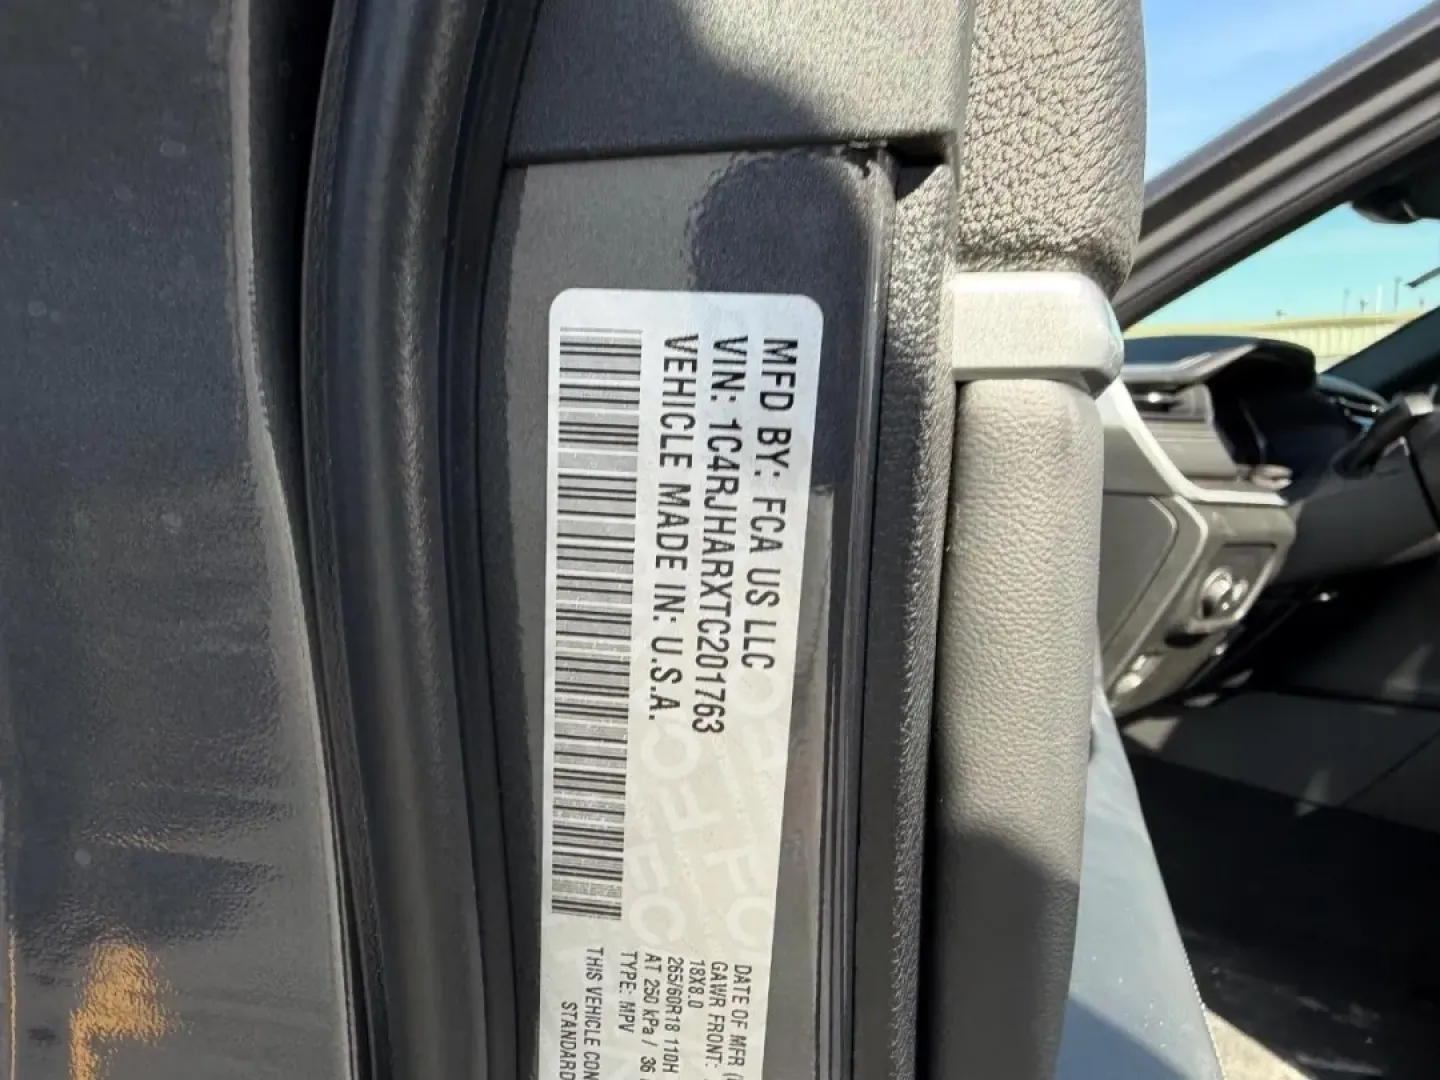 MFD BY: FCA US LLC
VIN: 1C4RJHARXTC201763
VEHICLE MADE IN: U.S.A.
DATE OF MFR
GAWR FRONT:
18X8.0
265/60R18 110H
AT 250 kPa / 36
TYPE: MPV
THIS VEHICLE CON
STANDARD